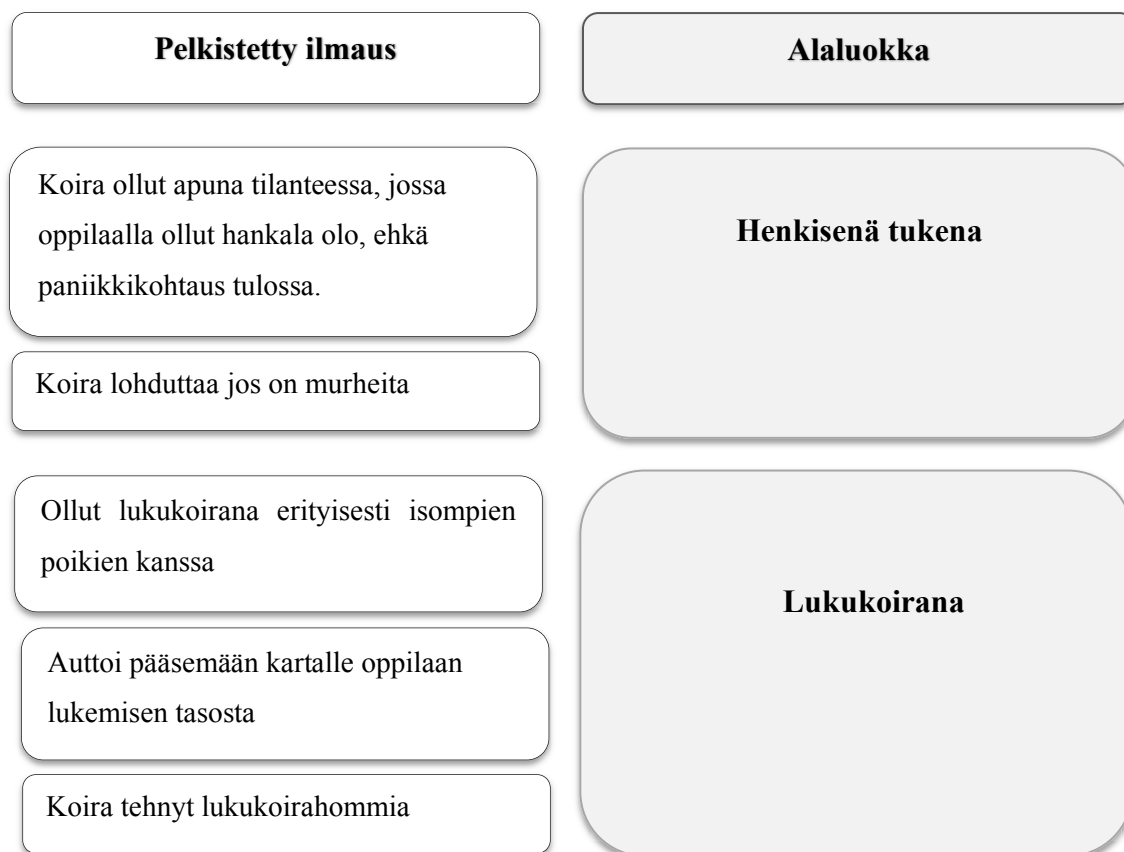 Pelkistetty ilmaus
Alaluokka
Koira ollut apuna tilanteessa, jossa
oppilaalla ollut hankala olo, ehkä
paniikkikohtaus tulossa.
Koira lohduttaa jos on murheita
Henkisenä tukena
Ollut lukukoirana erityisesti isompien
poikien kanssa
Auttoi pääsemään kartalle oppilaan
lukemisen tasosta
Koira tehnyt lukukoirahommia
Lukukoirana